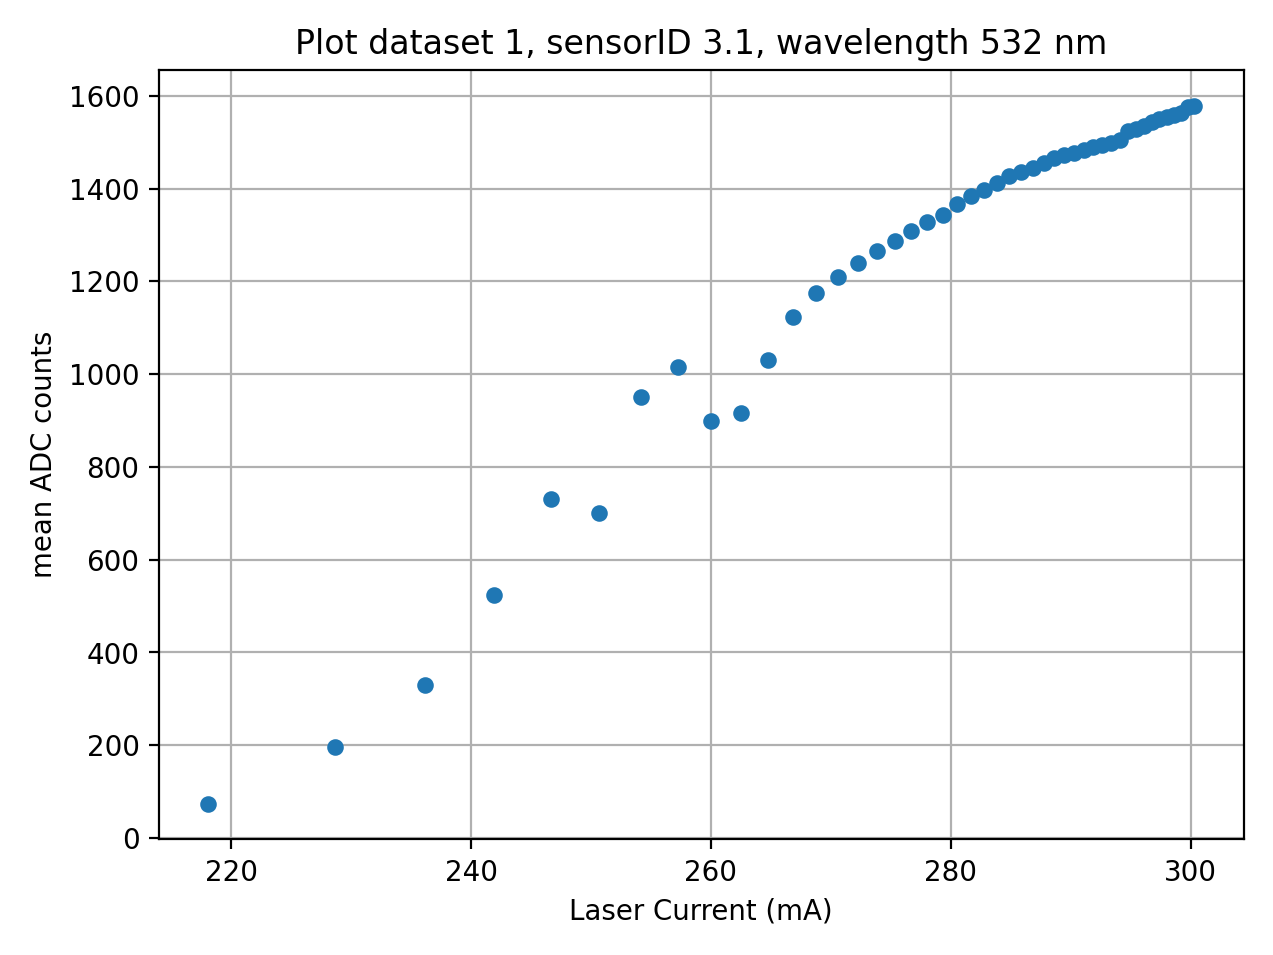 Plot dataset 1, sensorID 3.1, wavelength 532 nm
1600
1400
1200
1000
800
600
400
200
0
mean ADC counts
220 240 260 280 300
Laser Current (mA)